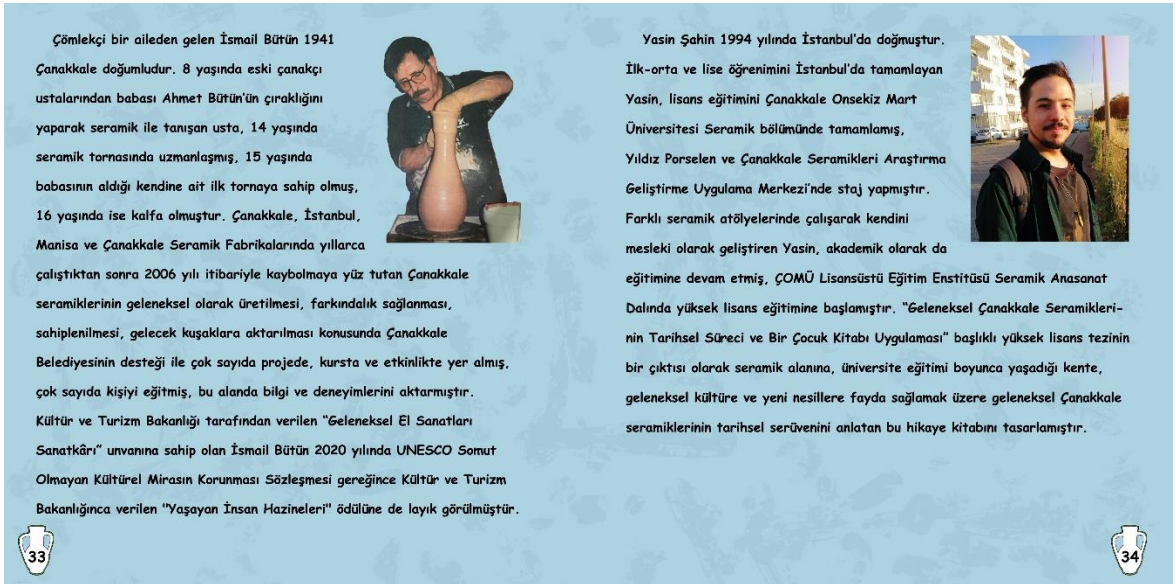 Çömlekçi bir aileden gelen İsmail Bütün 1941
Çanakkale doğumludur. 8 yaşında eski çanakçı
ustalarından babası Ahmet Bütün'ün çıraklığını
yaparak seramik ile tanışan usta, 14 yaşında
seramik tornasında uzmanlaşmış, 15 yaşında
babasının aldığı kendine ait ilk tornaya sahip olmuş,
16 yaşında ise kalfa olmuştur. Çanakkale, İstanbul,
Manisa ve Çanakkale Seramik Fabrikalarında yıllarca
çalıştıktan sonra 2006 yılı itibariyle kaybolmaya yüz tutan Çanakkale
seramiklerinin geleneksel olarak üretilmesi, farkındalık sağlanması,
sahiplenilmesi, gelecek kuşaklara aktarılması konusunda Çanakkale
Belediyesinin desteği ile çok sayıda projede, kursta ve etkinlikte yer almış,
çok sayıda kişiyi eğitmiş, bu alanda bilgi ve deneyimlerini aktarmıştır.
Kültür ve Turizm Bakanlığı tarafından verilen "Geleneksel El Sanatları
Sanatkârı" unvanına sahip olan İsmail Bütün 2020 yılında UNESCO Somut
Olmayan Kültürel Mirasın Korunması Sözleşmesi gereğince Kültür ve Turizm
Bakanlığınca verilen "Yaşayan İnsan Hazineleri" ödülüne de layık görülmüştür.
33
Yasin Şahin 1994 yılında İstanbul'da doğmuştur.
İlk-orta ve lise öğrenimini İstanbul'da tamamlayan
Yasin, lisans eğitimini Çanakkale Onsekiz Mart
Üniversitesi Seramik bölümünde tamamlamış,
Yıldız Porselen ve Çanakkale Seramikleri Araştırma
Geliştirme Uygulama Merkezi'nde staj yapmıştır.
Farklı seramik atölyelerinde çalışarak kendini
mesleki olarak geliştiren Yasin, akademik olarak da
eğitimine devam etmiş, ÇOMÜ Lisansüstü Eğitim Enstitüsü Seramik Anasanat
Dalında yüksek lisans eğitimine başlamıştır. "Geleneksel Çanakkale Seramikleri-
nin Tarihsel Süreci ve Bir Çocuk Kitabı Uygulaması" başlıklı yüksek lisans tezinin
bir çıktısı olarak seramik alanına, üniversite eğitimi boyunca yaşadığı kente,
geleneksel kültüre ve yeni nesillere fayda sağlamak üzere geleneksel Çanakkale
seramiklerinin tarihsel serüvenini anlatan bu hikaye kitabını tasarlamıştır.
34